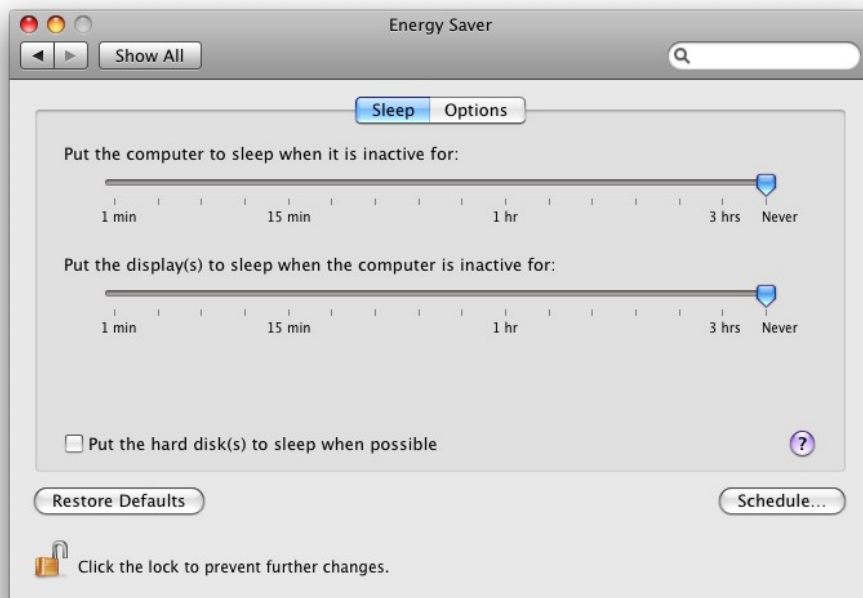 Energy Saver
Show All
Sleep Options
Put the computer to sleep when it is inactive for:
1 min 15 min 1 hr 3 hrs Never
Put the display(s) to sleep when the computer is inactive for:
1 min 15 min 1 hr 3 hrs Never
Put the hard disk(s) to sleep when possible ?
Restore Defaults Schedule...
Click the lock to prevent further changes.